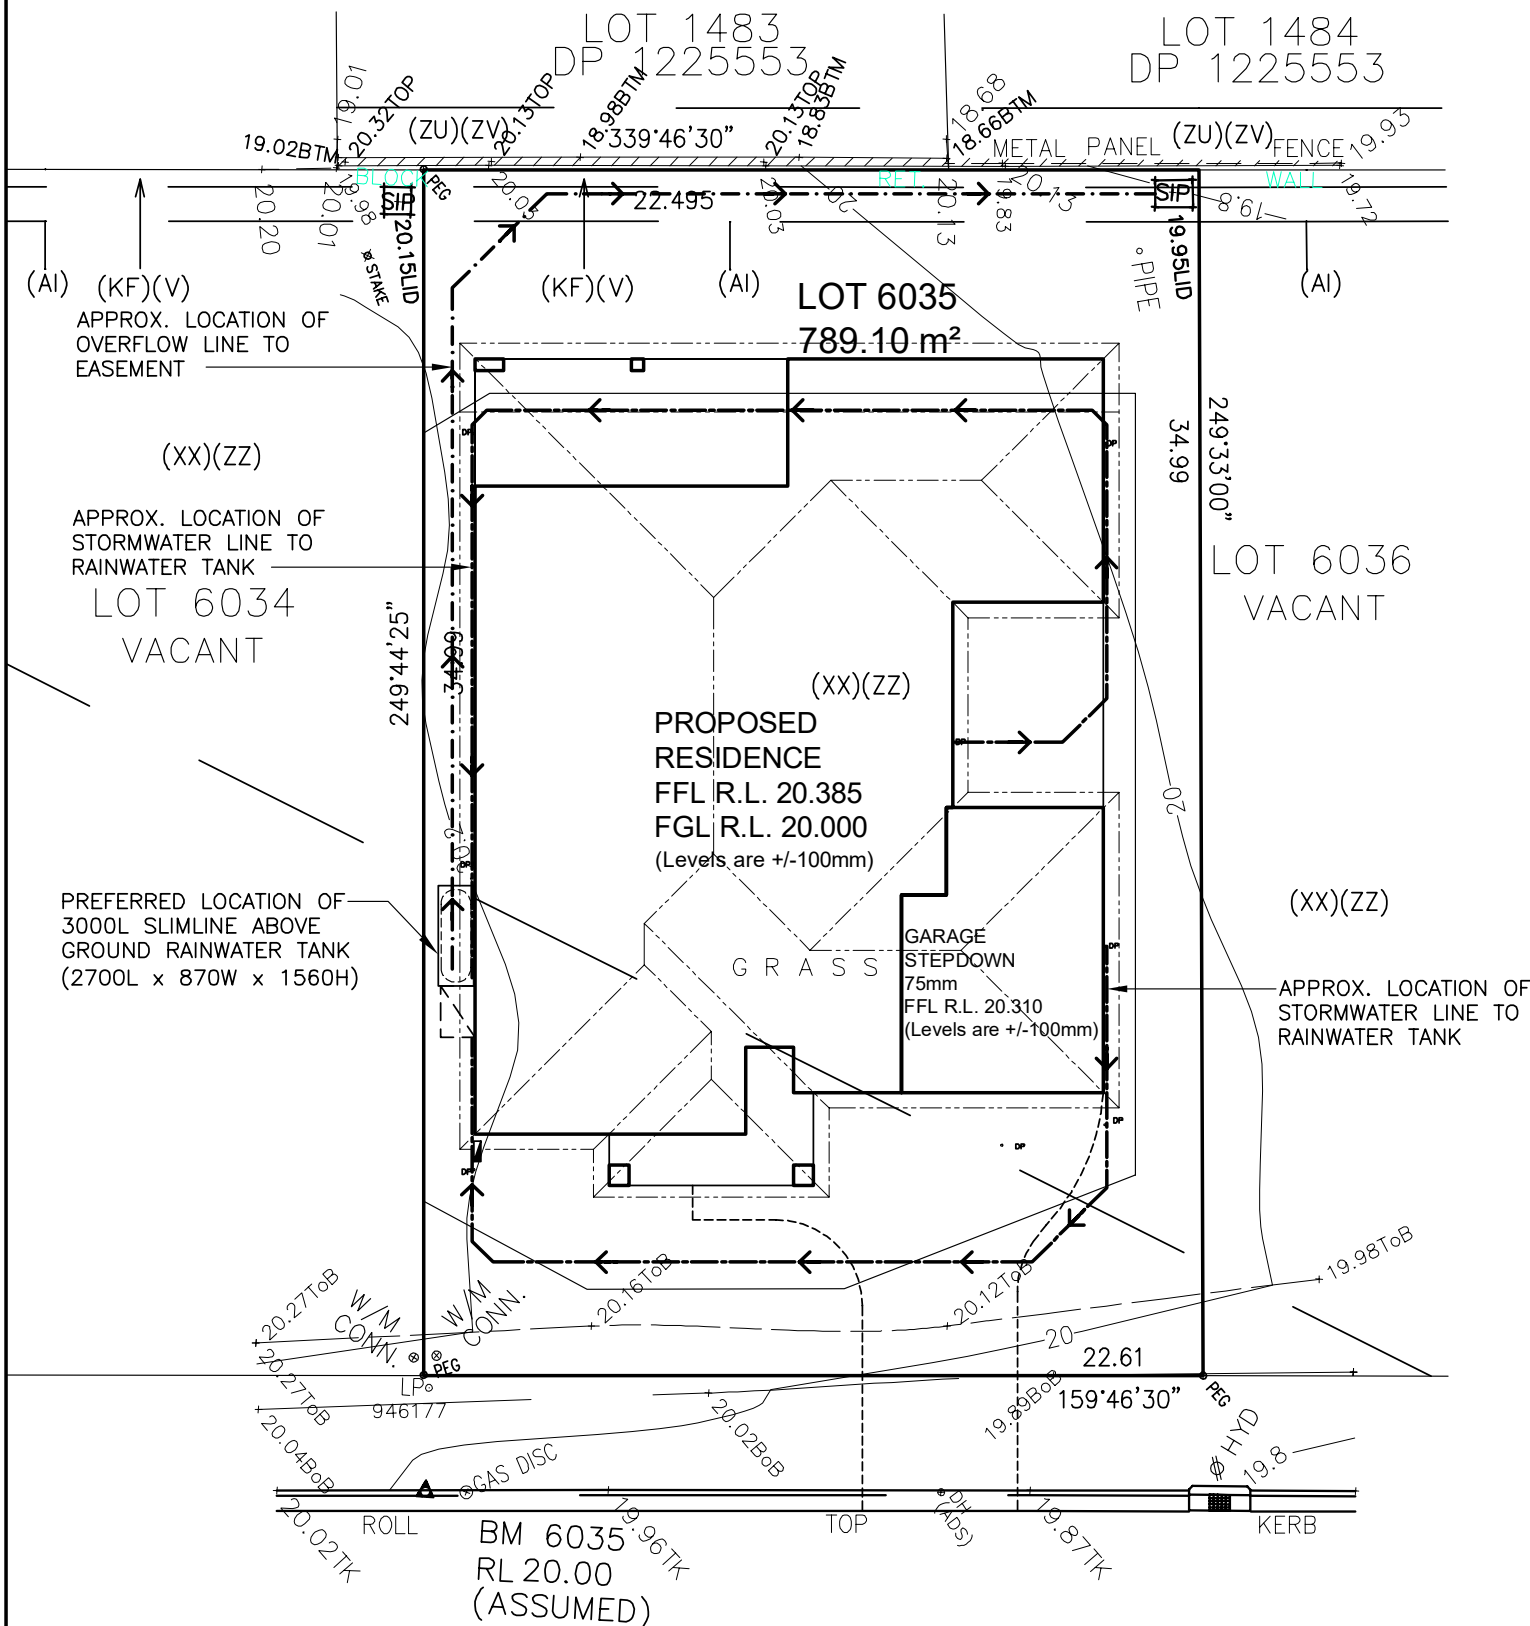 LOT 1483
DP 1225553
LOT 1484
DP 1225553
19.01
20.32TOP
20.13TOP
18.98BTM
20.13TOP
18.83BTM
18.68
18.66BTM
19.02BTM
(ZU)(ZV)
339°46'30"
METAL PANEL FENCE
(ZU)(ZV)
19.93
BLOCK
RET.
WALL
PEG
SIP
22.495
SIP
19.98
20.01
20.20
20.15LID
20.03
20.03
20
20.13
19.83
20.13
19.8
19.72
19.95LID
STAKE
PIPE
(AI)
(KF)(V)
(KF)(V)
(AI)
(AI)
LOT 6035
789.10 m²
APPROX. LOCATION OF
OVERFLOW LINE TO
EASEMENT
(XX)(ZZ)
DP
DP
249°33'00"
34.99
APPROX. LOCATION OF
STORMWATER LINE TO
RAINWATER TANK
LOT 6034
VACANT
LOT 6036
VACANT
249°44'25"
34.99
(XX)(ZZ)
PROPOSED
RESIDENCE
FFL R.L. 20.385
FGL R.L. 20.000
(Levels are +/-100mm)
DP
20
20.2
DP
PREFERRED LOCATION OF
3000L SLIMLINE ABOVE
GROUND RAINWATER TANK
(2700L x 870W x 1560H)
(XX)(ZZ)
GRASS
GARAGE
STEPDOWN
75mm
FFL R.L. 20.310
(Levels are +/-100mm)
DP
APPROX. LOCATION OF
STORMWATER LINE TO
RAINWATER TANK
DP
DP
DP
20.27ToB
W/M
CONN.
W/M
CONN.
20.16ToB
20.12ToB
19.98ToB
20
22.61
159°46'30"
PEG
PEG
LP
946177
20.27ToB
20.04BoB
20.02BoB
19.89BoB
GAS DISC
HYD
19.8
20.02TK
ROLL
19.96TK
TOP
DH
(ADS)
19.87TK
KERB
BM 6035
RL 20.00
(ASSUMED)